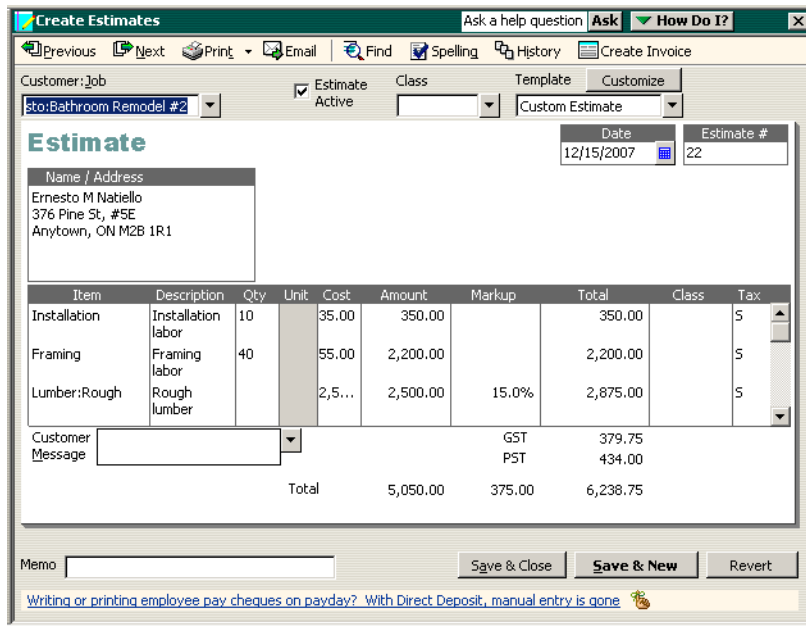 Create Estimates
Ask a help question Ask How Do I?
Previous Next Print Email Find Spelling History Create Invoice
Customer:Job Estimate Active Class Template Customize
sto:Bathroom Remodel #2 Custom Estimate
Estimate
Date Estimate #
12/15/2007 22
Name / Address
Ernesto M Natiello
376 Pine St, #5E
Anytown, ON M2B 1R1
Item Description Qty Unit Cost Amount Markup Total Class Tax
Installation Installation labor 10 35.00 350.00 350.00 S
Framing Framing labor 40 55.00 2,200.00 2,200.00 S
Lumber:Rough Rough lumber 2,5... 2,500.00 15.0% 2,875.00 S
Customer Message GST 379.75
PST 434.00
Total 5,050.00 375.00 6,238.75
Memo Save & Close Save & New Revert
Writing or printing employee pay cheques on payday? With Direct Deposit, manual entry is gone